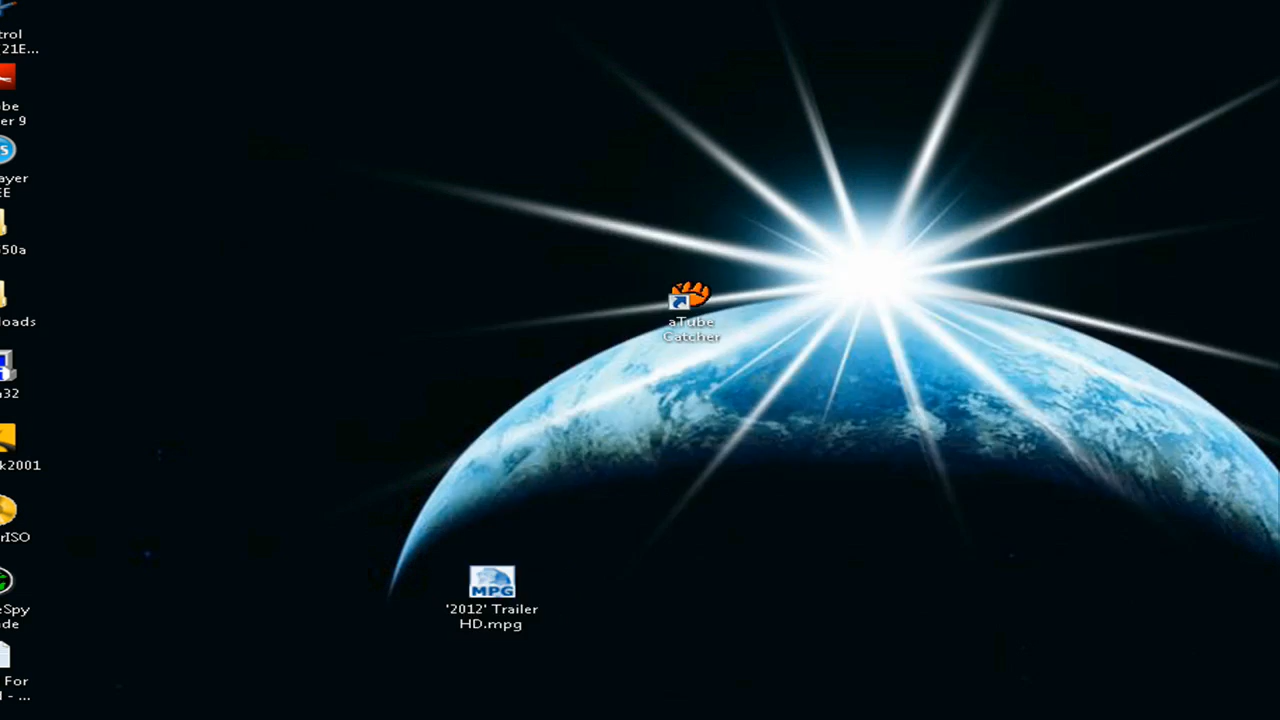 trol
21E...
be
er 9
S
ayer
EE
50a
loads
32
k2001
rISO
eSpy
de
For
- ...
aTube
Catcher
MPG
'2012' Trailer
HD.mpg